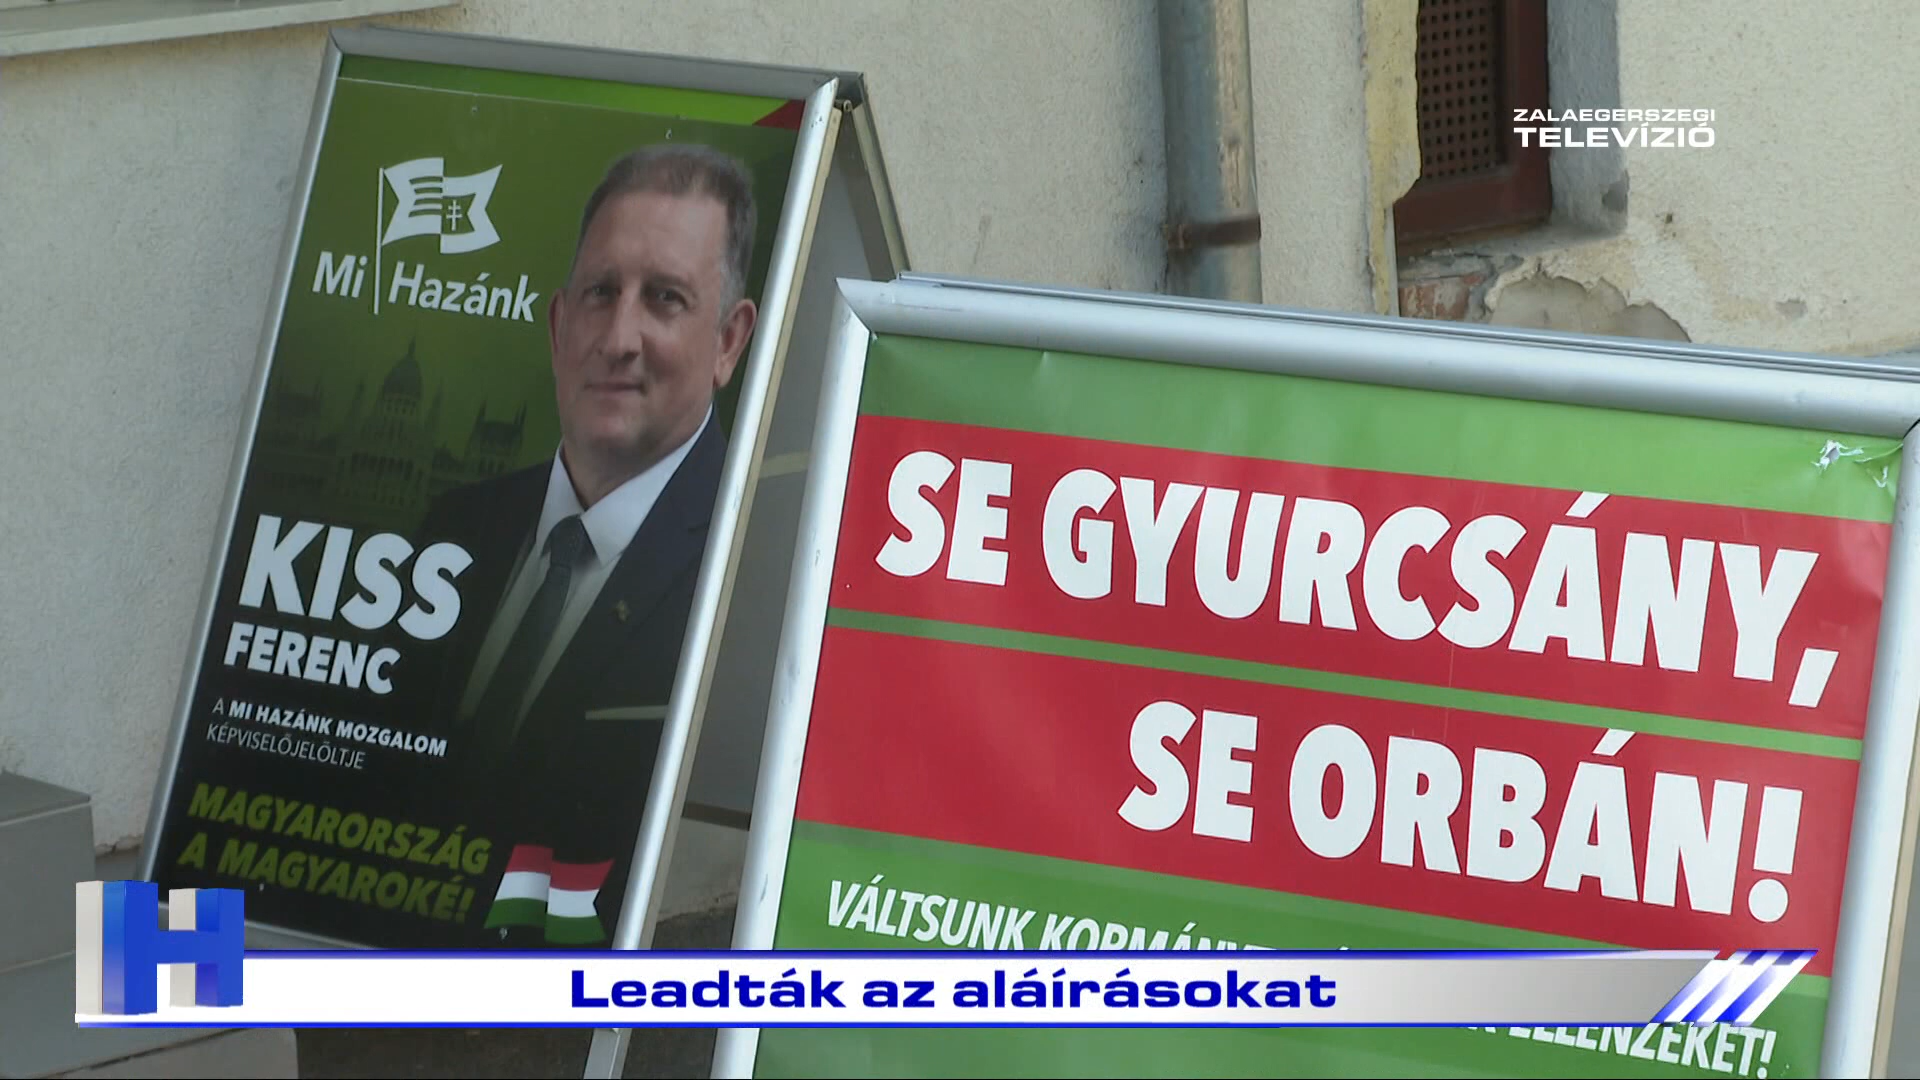 ZALAEGERSZEGI
TELEVÍZIÓ
Mi Hazánk
KISS
FERENC
A MI HAZÁNK MOZGALOM
KÉPVISELŐJELÖLTJE
MAGYARORSZÁG
A MAGYAROKÉ!
SE GYURCSÁNY,
SE ORBÁN!
VÁLTSUNK
ELLENZÉKET!
H
Leadták az aláírásokat